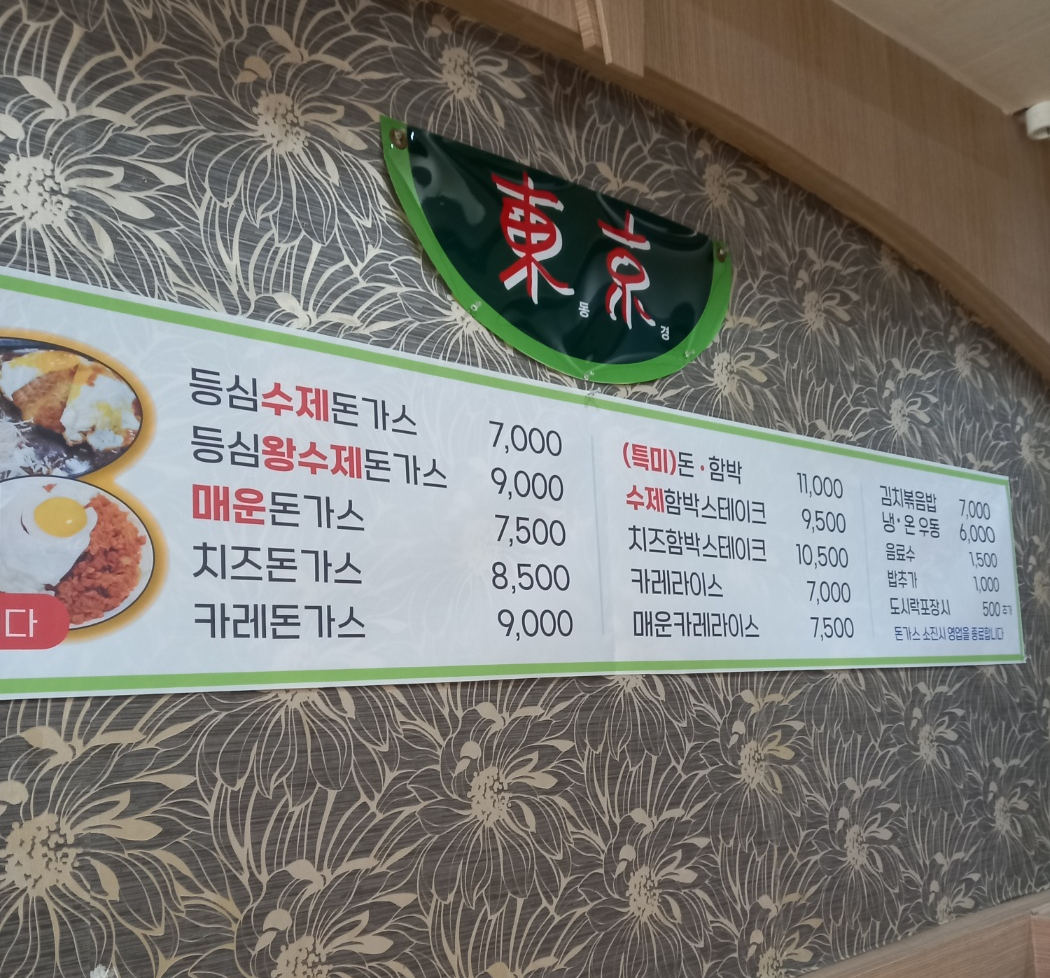 東京
동경
등심수제돈가스 7,000
등심왕수제돈가스 9,000
매운돈가스 7,500
치즈돈가스 8,500
카레돈가스 9,000
(특미)돈·함박 11,000
수제함박스테이크 9,500
치즈함박스테이크 10,500
카레라이스 7,000
매운카레라이스 7,500
김치볶음밥 7,000
냉·온 우동 6,000
음료수 1,500
밥추가 1,000
도시락포장시 500 추가
돈가스 소진시 영업을 종료합니다
다